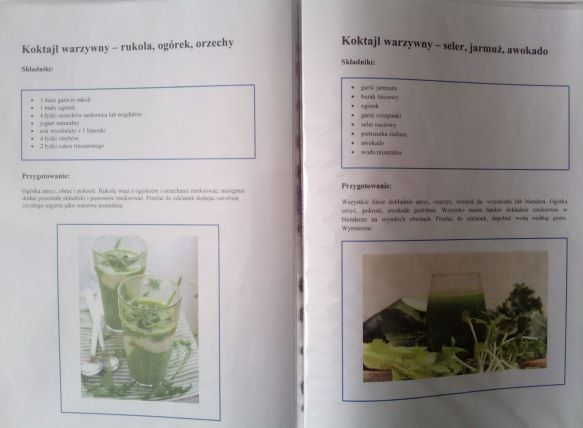 Koktajl warzywny – rukola, ogórek, orzechy
Składniki:
3 duże garście rukoli
1 mały ogórek
4 łyżki orzechów nerkowca lub migdałów
jogurt naturalny
sok wyciśnięty z 1 limonki
4 łyżki otrębów
2 łyżki cukru trzcinowego
Przygotowanie:
Ogórka umyć, obrać i pokroić. Rukolę wraz z ogórkiem i orzechami zmiksować, następnie
dodać pozostałe składniki i ponownie zmiksować. Przelać do szklanek dodając odrobinę
czystego jogurtu jako warstwę pośrednią.
Koktajl warzywny – seler, jarmuż, awokado
Składniki:
garść jarmużu
burak liściowy
ogórek
garść roszpunki
seler naciowy
pietruszka zielona
awokado
woda mineralna
Przygotowanie:
Wszystkie liście dokładnie umyć, osuszyć, wrzucić do wyciskarki lub blendera. Ogórka
umyć, pokroić, awokado podobnie. Wszystko razem bardzo dokładnie zmiksować w
blenderze na wysokich obrotach. Przelać do szklanek, dopełnić wodą według gustu.
Wymieszać.